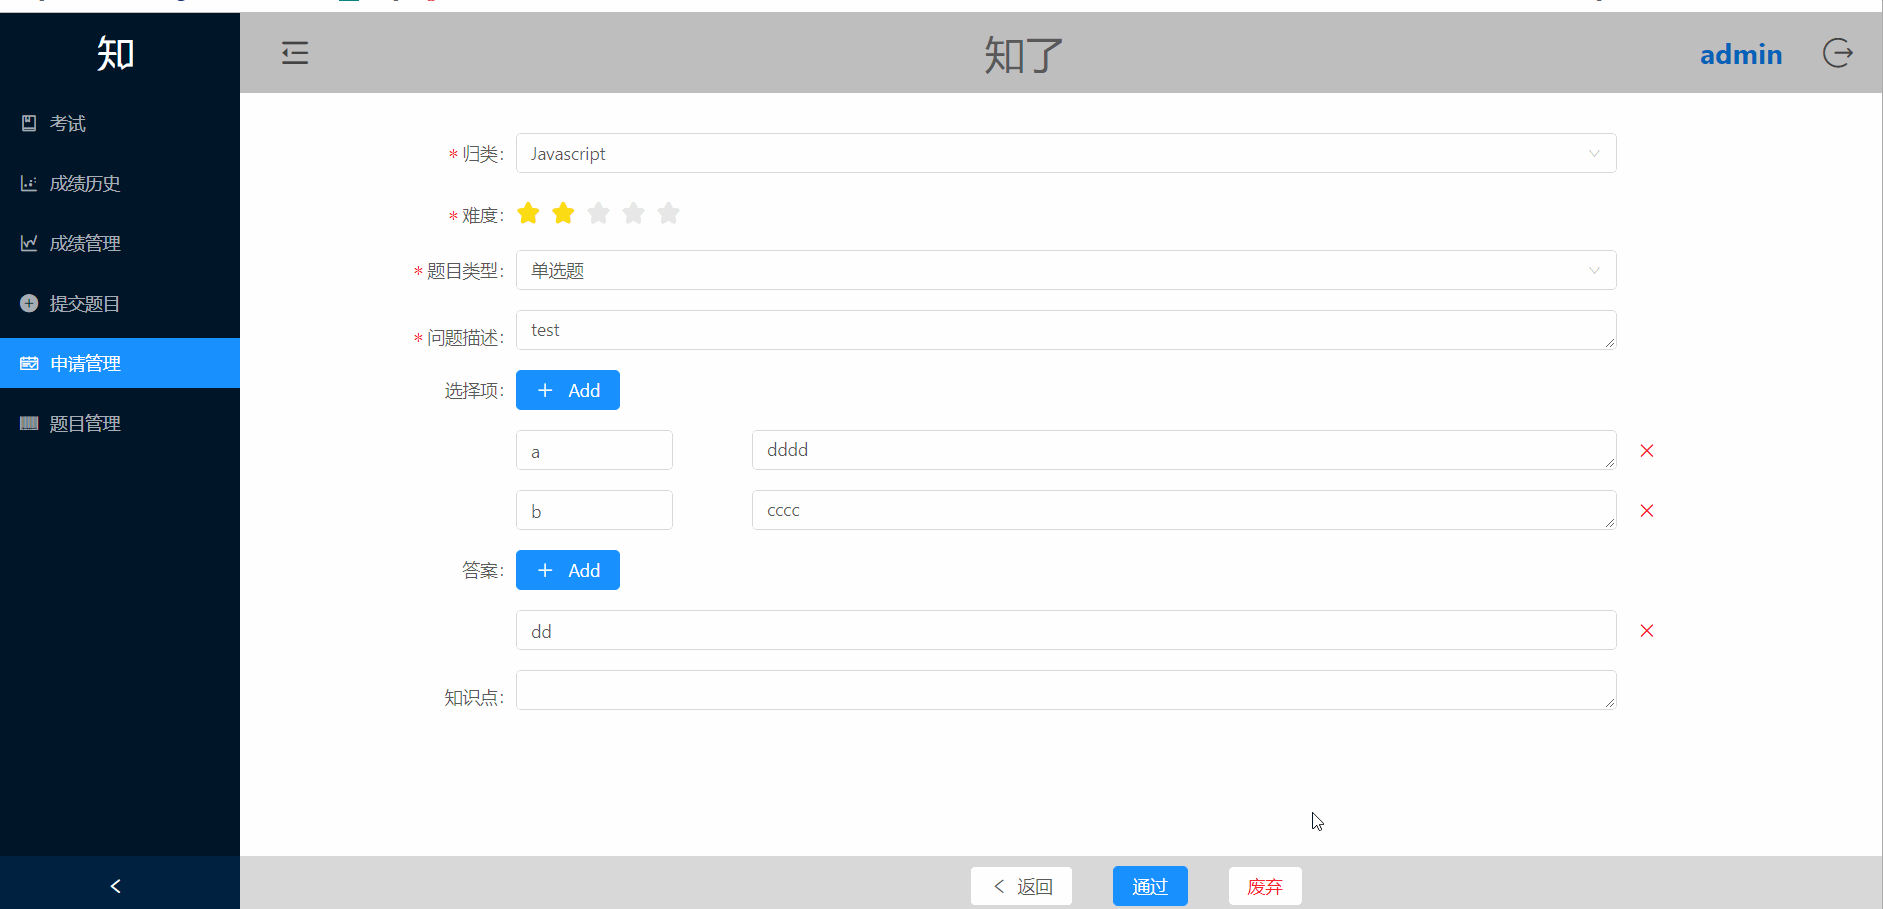 知
知了
admin
考试
成绩历史
成绩管理
提交题目
申请管理
题目管理
* 归类:
Javascript
* 难度:
* 题目类型:
单选题
* 问题描述:
test
选择项:
+ Add
a
dddd
b
cccc
答案:
+ Add
dd
知识点:
返回
通过
废弃